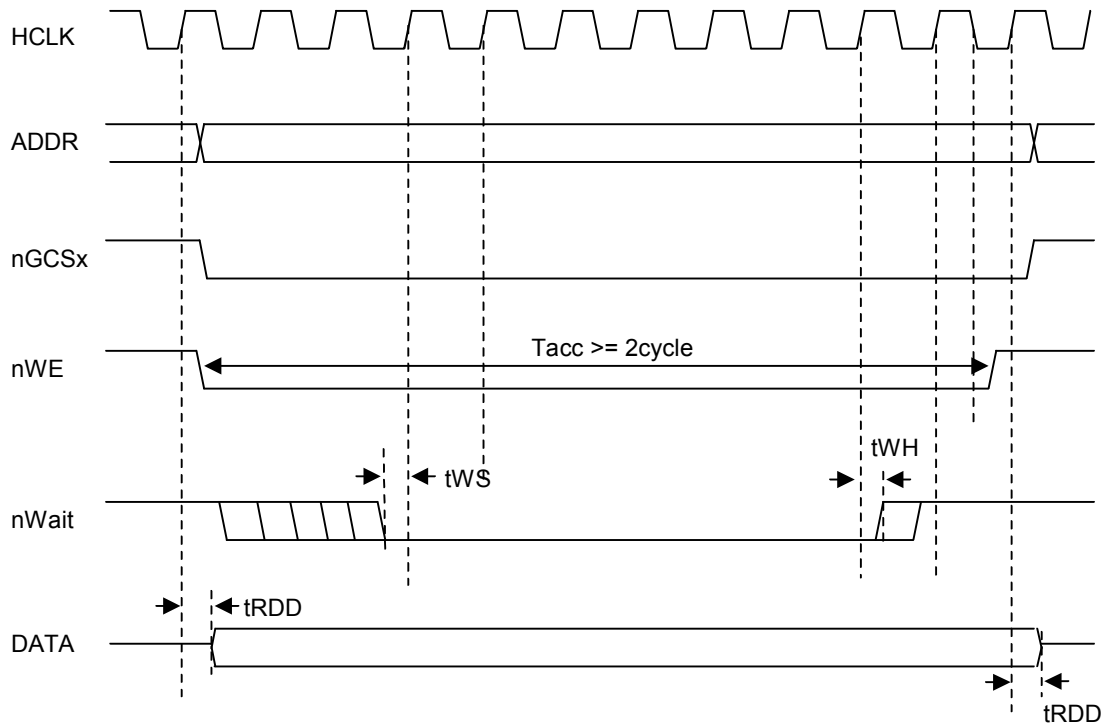 HCLK
ADDR
nGCSx
nWE
Tacc >= 2cycle
tWS
tWH
nWait
tRDD
DATA
tRDD